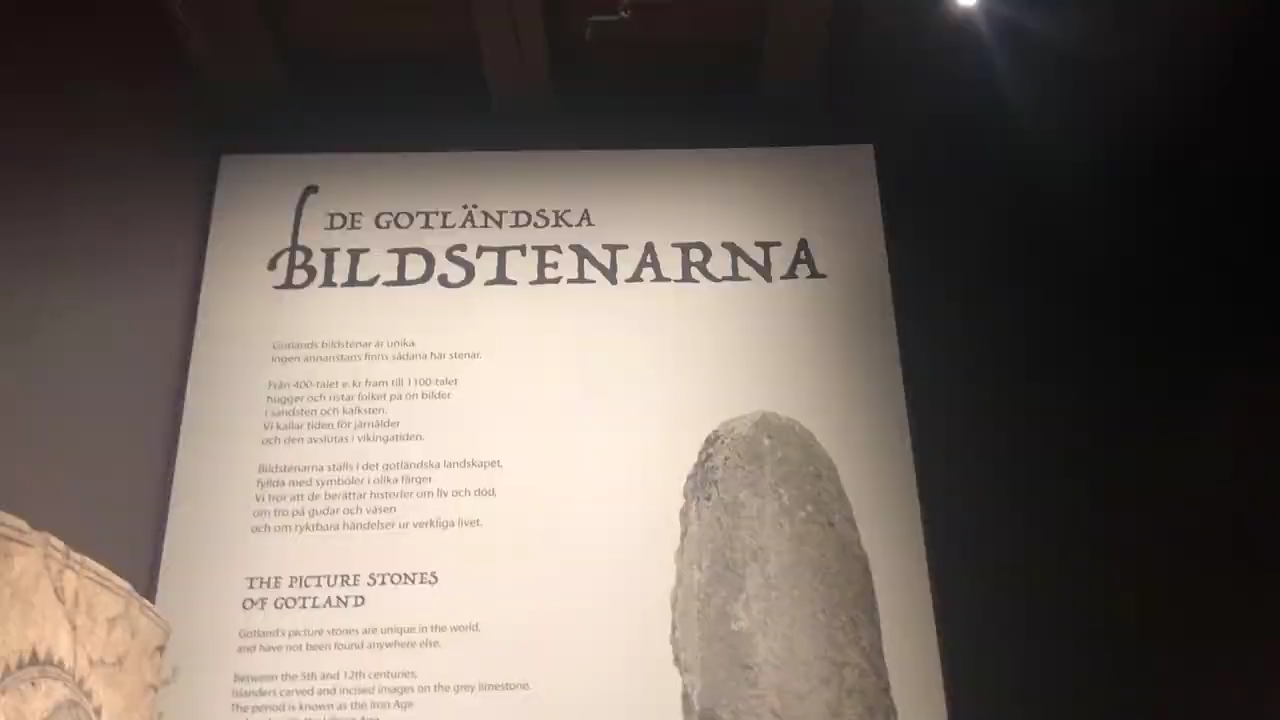 DE GOTLÄNDSKA
BILDSTENARNA
Gotlands bildstenar är unika.
Ingen annanstans finns sådana här stenar.
Från 400-talet e. kr fram till 1100-talet
hugger och ristar folket på ön bilder
i sandsten och kalksten.
Vi kallar tiden för järnålder
och den avslutas i vikingatiden.
Bildstenarna ställs i det gotländska landskapet,
fyllda med symboler i olika färger.
Vi tror att de berättar historier om liv och död,
om tro på gudar och väsen
och om ryktbara händelser ur verkliga livet.
THE PICTURE STONES
OF GOTLAND
Gotland's picture stones are unique in the world,
and have not been found anywhere else.
Between the 5th and 12th centuries,
islanders carved and incised images on the grey limestone.
The period is known as the Iron Age